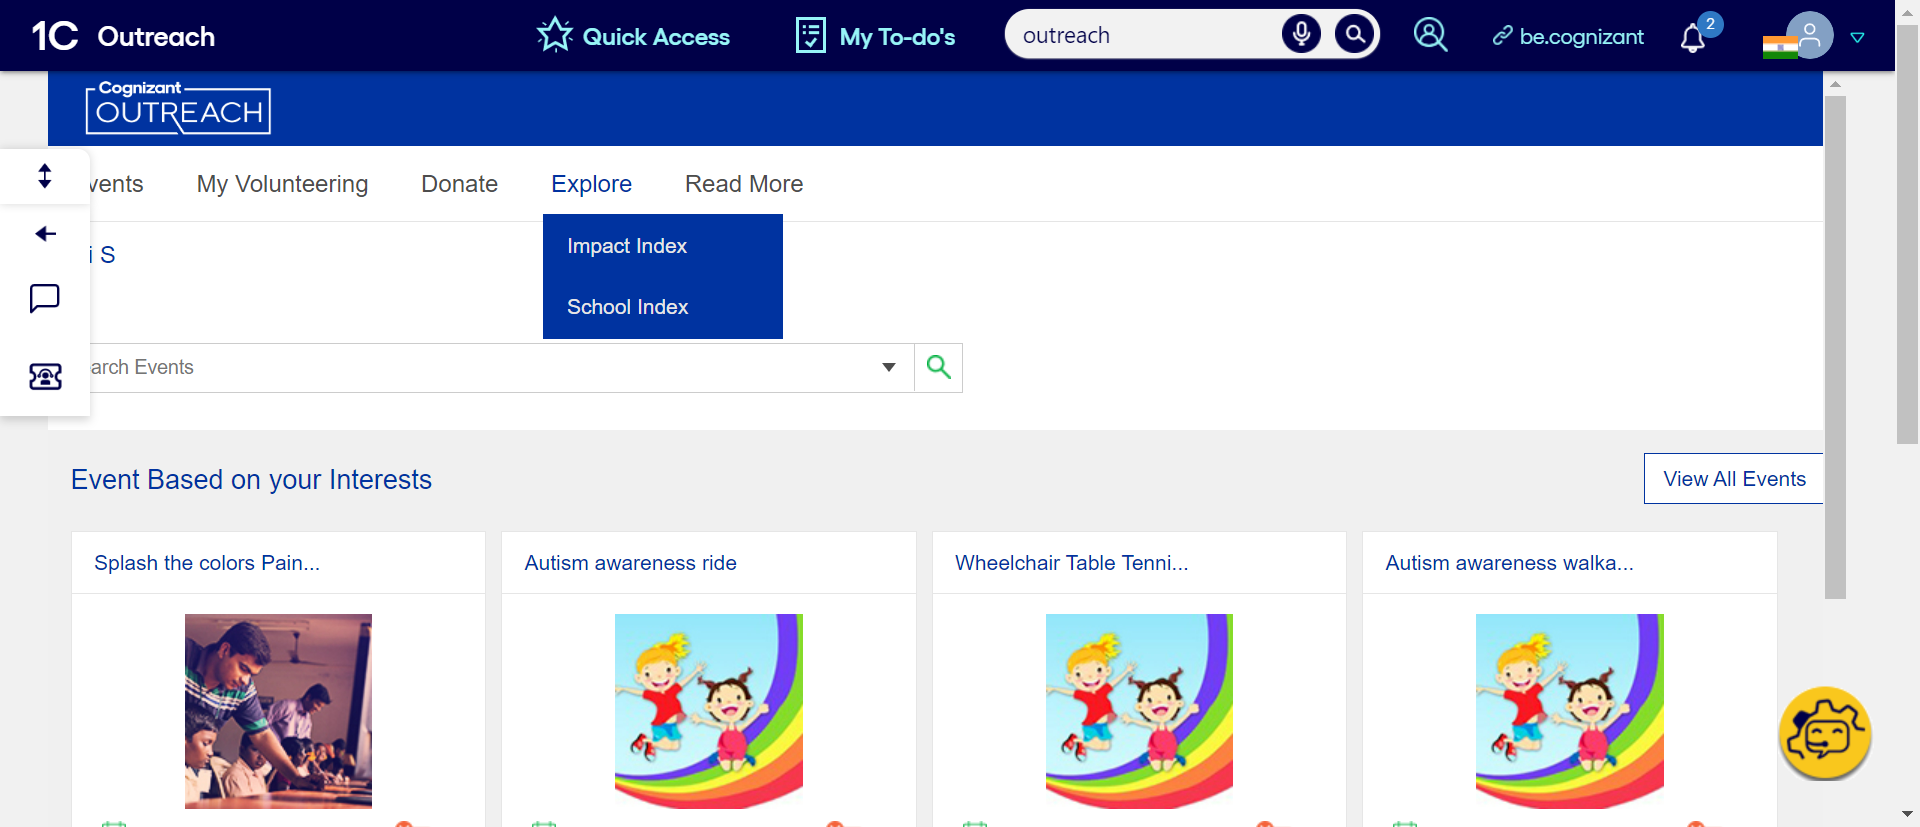 1C Outreach
Quick Access
My To-do's
outreach
be.cognizant
2
Cognizant
OUTREACH
vents
My Volunteering
Donate
Explore
Read More
i S
Impact Index
School Index
arch Events
Event Based on your Interests
View All Events
Splash the colors Pain...
Autism awareness ride
Wheelchair Table Tenni...
Autism awareness walka...